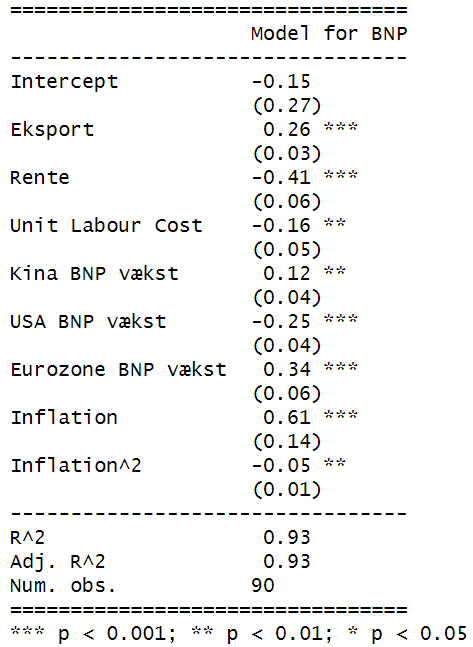 =================================
                    Model for BNP
---------------------------------
Intercept           -0.15
                    (0.27)
Eksport              0.26 ***
                    (0.03)
Rente               -0.41 ***
                    (0.06)
Unit Labour Cost    -0.16 **
                    (0.05)
Kina BNP vækst       0.12 **
                    (0.04)
USA BNP vækst       -0.25 ***
                    (0.04)
Eurozone BNP vækst   0.34 ***
                    (0.06)
Inflation            0.61 ***
                    (0.14)
Inflation^2         -0.05 **
                    (0.01)
---------------------------------
R^2                  0.93
Adj. R^2             0.93
Num. obs.           90
=================================
*** p < 0.001; ** p < 0.01; * p < 0.05